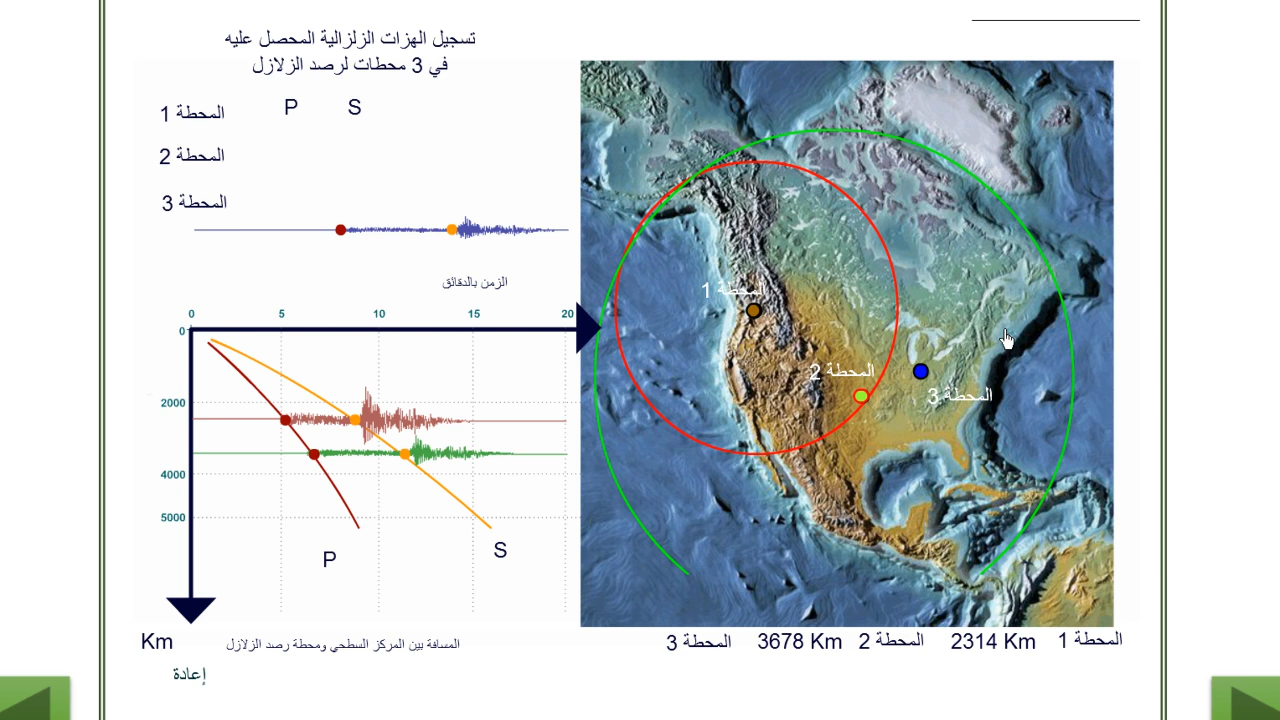 تسجيل الهزات الزلزالية المحصل عليه
في 3 محطات لرصد الزلازل
المحطة 1 P S
المحطة 2
المحطة 3
الزمن بالدقائق
0 5 10 15 20
0
2000
4000
5000
P S
Km المسافة بين المركز السطحي ومحطة رصد الزلازل
إعادة
المحطة 1
المحطة 2
المحطة 3
المحطة 1 2314 Km المحطة 2 3678 Km المحطة 3